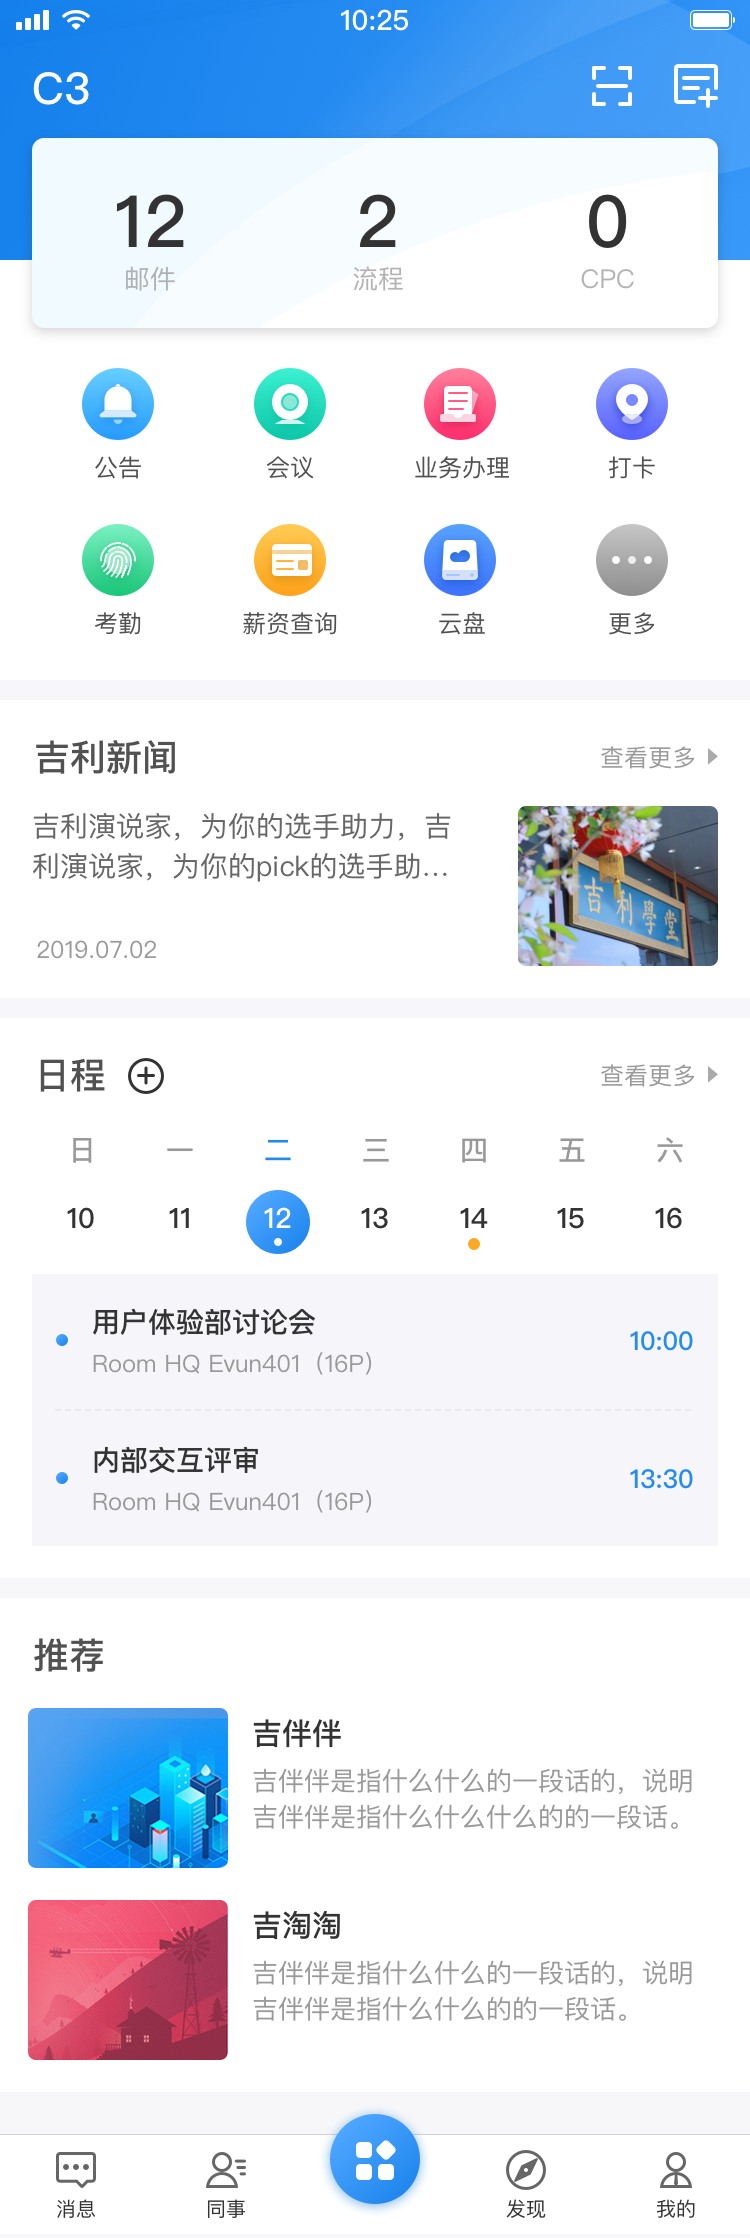 10:25
C3
12 2 0
邮件 流程 CPC
公告 会议 业务办理 打卡
考勤 薪资查询 云盘 更多
吉利新闻 查看更多
吉利演说家，为你的选手助力，吉
利演说家，为你的pick的选手助...
2019.07.02
吉利學堂
日程 查看更多
日 一 二 三 四 五 六
10 11 12 13 14 15 16
用户体验部讨论会
Room HQ Evun401（16P）
10:00
内部交互评审
Room HQ Evun401（16P）
13:30
推荐
吉伴伴
吉伴伴是指什么什么的一段话的，说明
吉伴伴是指什么什么什么的的一段话。
吉淘淘
吉伴伴是指什么什么的一段话的，说明
吉伴伴是指什么什么的的一段话。
消息 同事 发现 我的